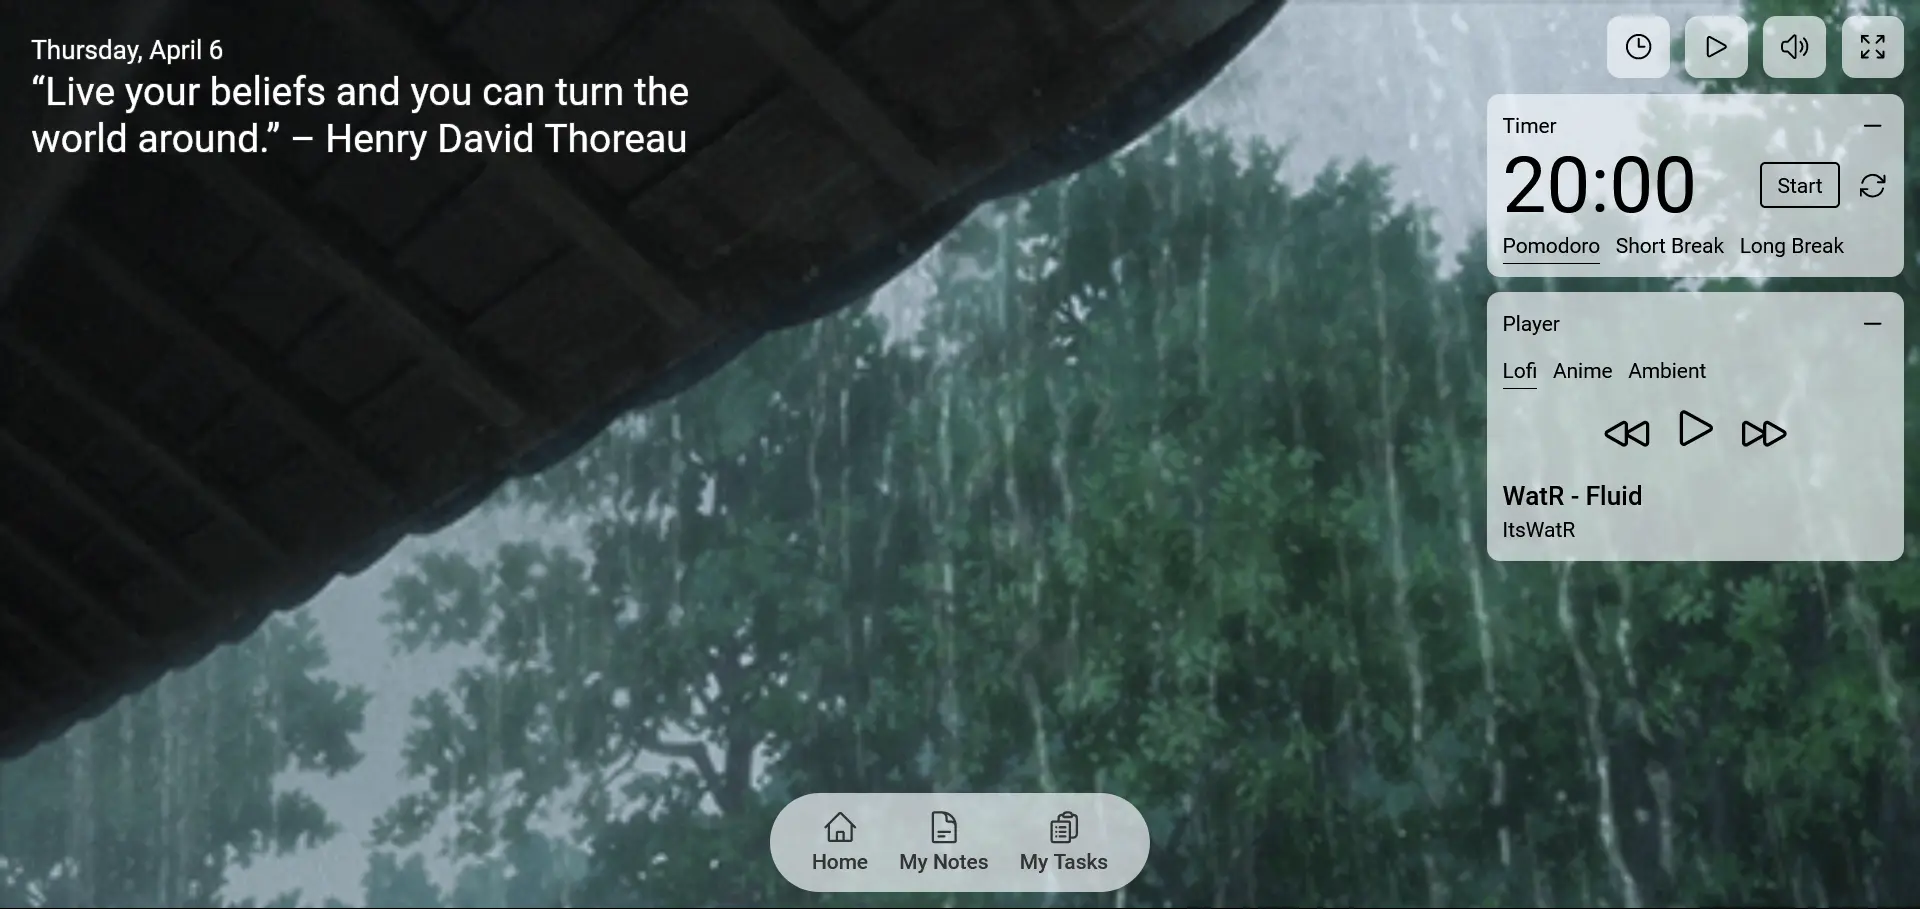 Thursday, April 6
“Live your beliefs and you can turn the
world around.” – Henry David Thoreau
Timer
20:00
Start
Pomodoro Short Break Long Break
Player
Lofi Anime Ambient
WatR - Fluid
ItsWatR
Home My Notes My Tasks